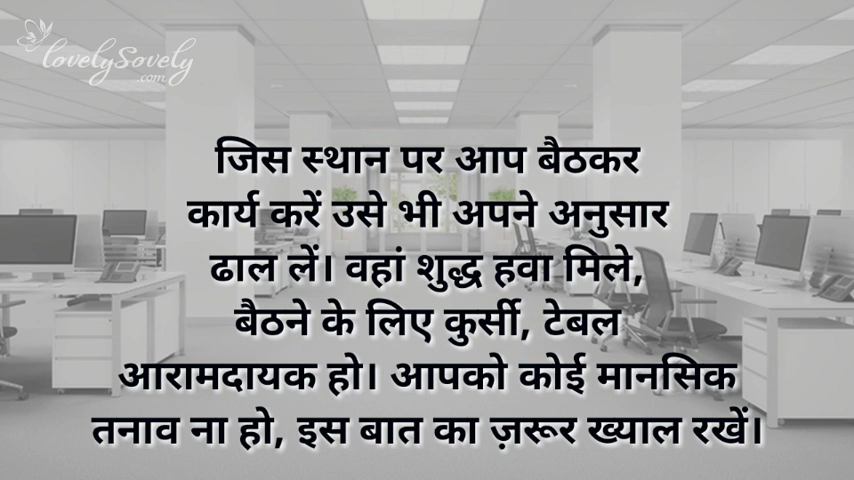 lovelySovely
.com
जिस स्थान पर आप बैठकर
कार्य करें उसे भी अपने अनुसार
ढाल लें। वहां शुद्ध हवा मिले,
बैठने के लिए कुर्सी, टेबल
आरामदायक हो। आपको कोई मानसिक
तनाव ना हो, इस बात का ज़रूर ख्याल रखें।